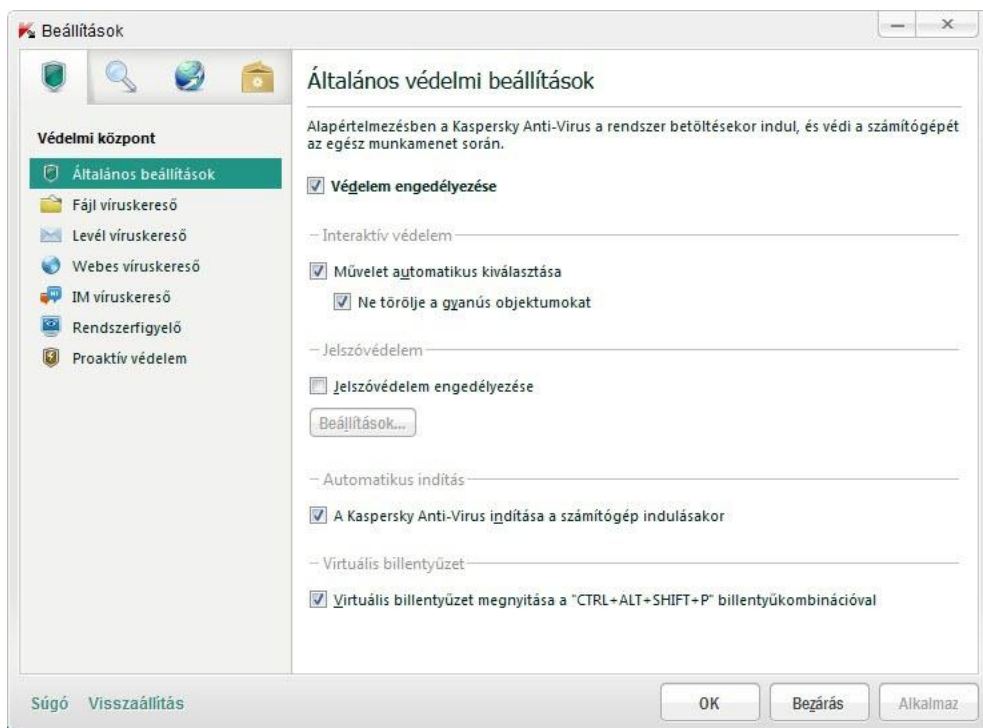 Beállítások
Védelmi központ
Általános beállítások
Fájl víruskereső
Levél víruskereső
Webes víruskereső
IM víruskereső
Rendszerfigyelő
Proaktív védelem
Általános védelmi beállítások
Alapértelmezésben a Kaspersky Anti-Virus a rendszer betöltésekor indul, és védi a számítógépét
az egész munkamenet során.
Védelem engedélyezése
Interaktív védelem
Művelet automatikus kiválasztása
Ne törölje a gyanús objektumokat
Jelszóvédelem
Jelszóvédelem engedélyezése
Beállítások...
Automatikus indítás
A Kaspersky Anti-Virus indítása a számítógép indulásakor
Virtuális billentyűzet
Virtuális billentyűzet megnyitása a "CTRL+ALT+SHIFT+P" billentyűkombinációval
Súgó Visszaállítás
OK Bezárás Alkalmaz